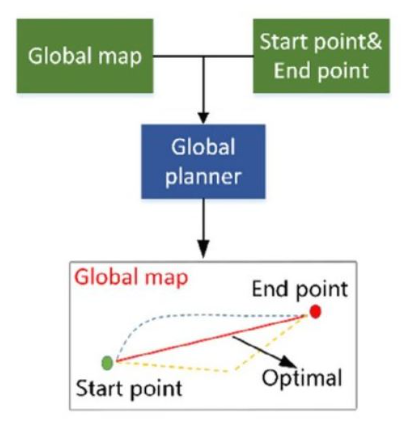 Global map
Start point&
End point
Global
planner
Global map
End point
Start point
Optimal